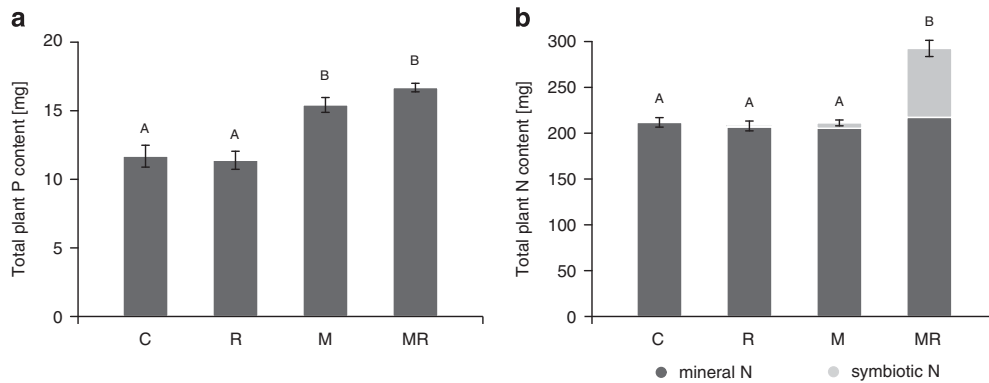 a
Total plant P content [mg]
20
15
10
5
0
A
A
B
B
C
R
M
MR
b
Total plant N content [mg]
300
250
200
150
100
50
0
A
A
A
B
C
R
M
MR
mineral N
symbiotic N